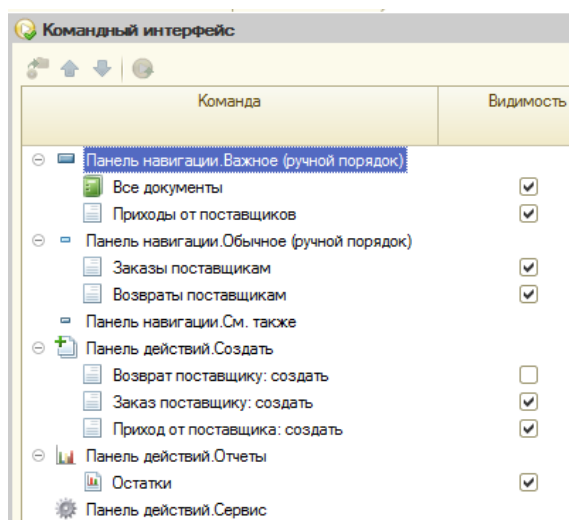 Командный интерфейс
Команда Видимость
Панель навигации.Важное (ручной порядок)
Все документы
Приходы от поставщиков
Панель навигации.Обычное (ручной порядок)
Заказы поставщикам
Возвраты поставщикам
Панель навигации.См. также
Панель действий.Создать
Возврат поставщику: создать
Заказ поставщику: создать
Приход от поставщика: создать
Панель действий.Отчеты
Остатки
Панель действий.Сервис